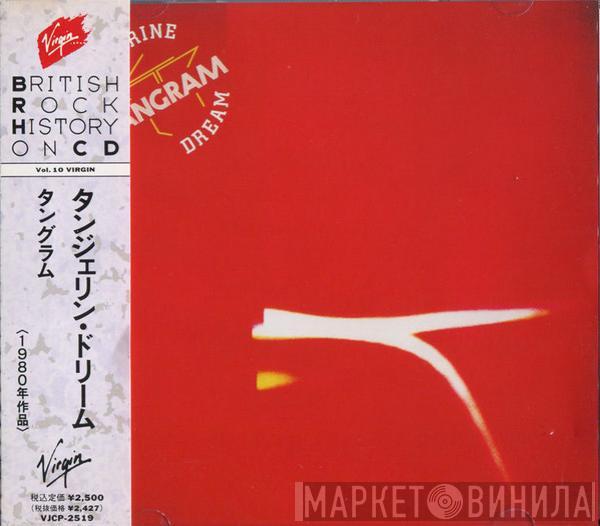 Virgin
BRITISH
ROCK
HISTORY
ON CD
Vol. 10 VIRGIN
タンジェリン・ドリーム
タングラム
〈1980年作品〉
Virgin
税込定価 ¥2,500
(税抜価格 ¥2,427)
VJCP-2519
DREAM
МАРКЕТ ВИНИЛА